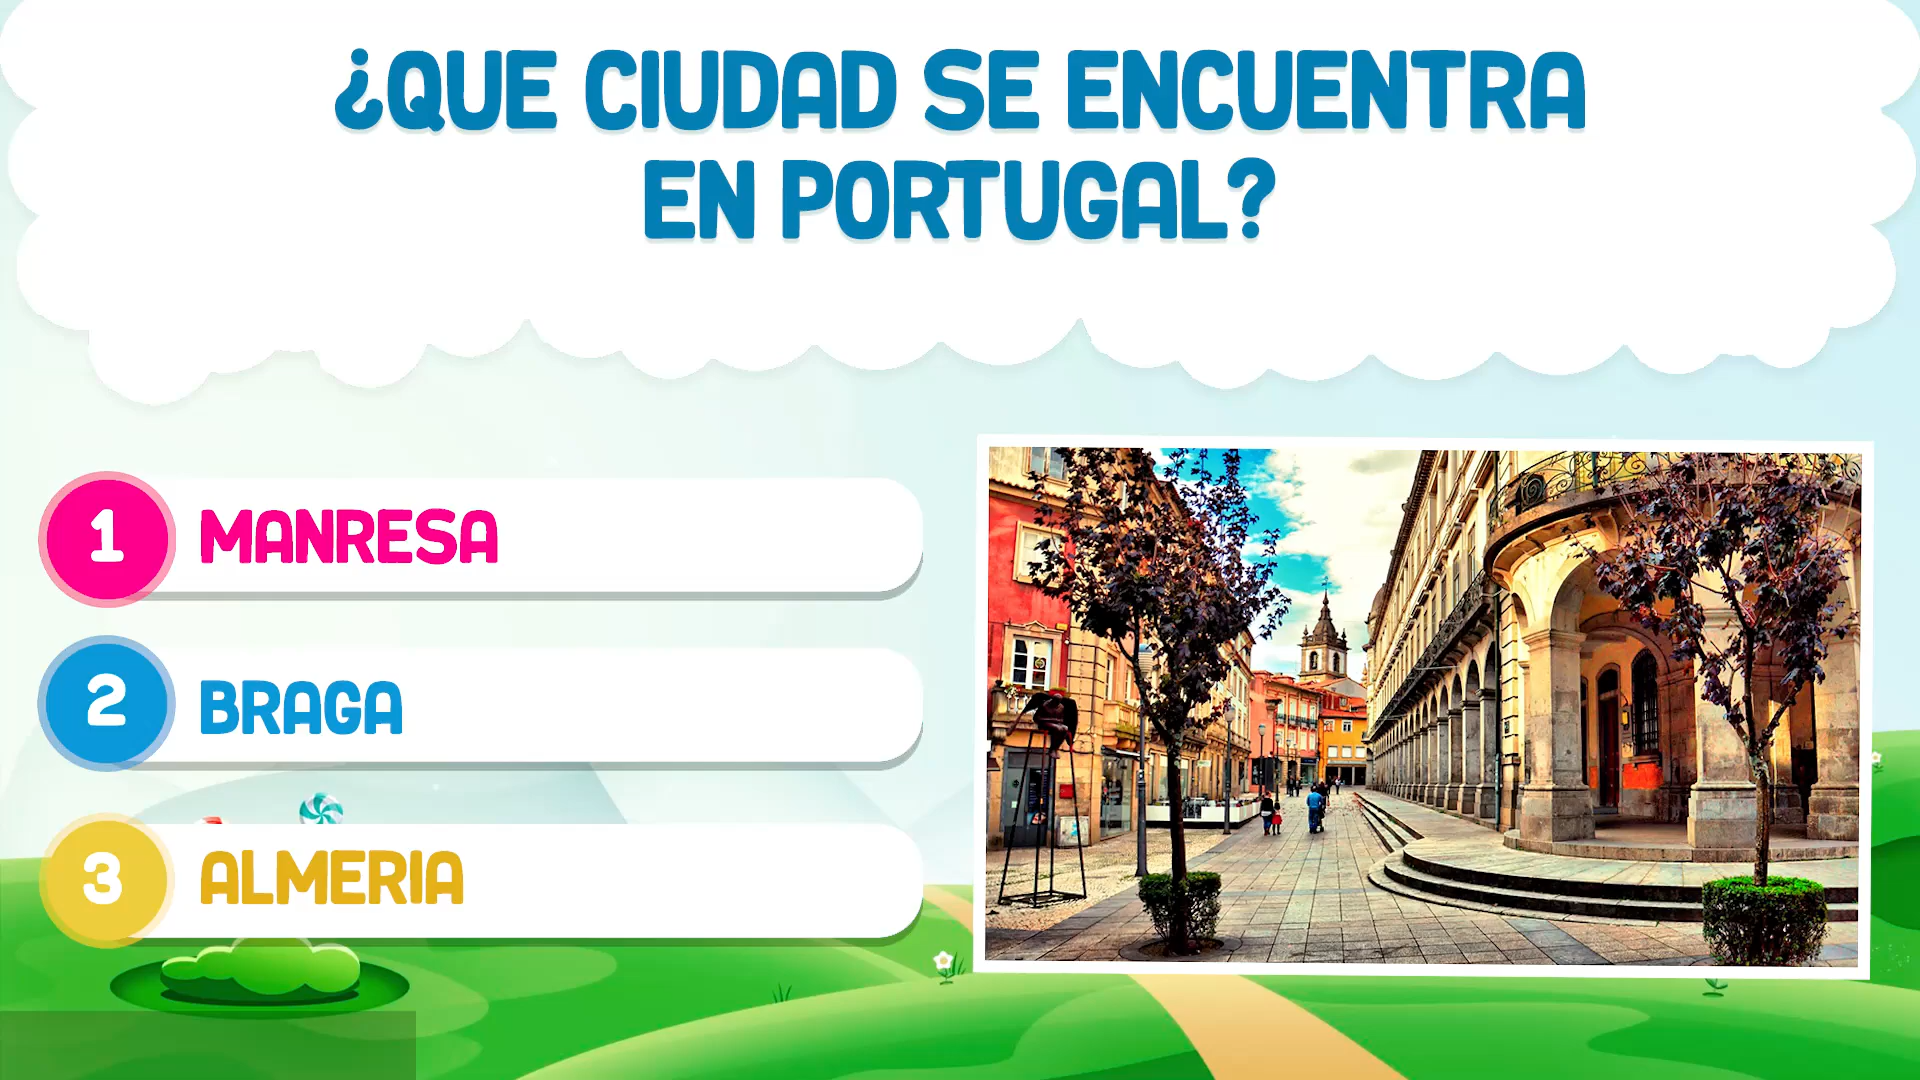 ¿QUE CIUDAD SE ENCUENTRA
EN PORTUGAL?
1 MANRESA
2 BRAGA
3 ALMERIA